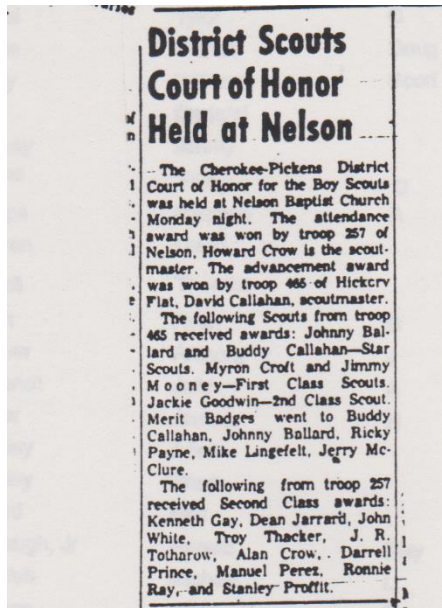 District Scouts
Court of Honor
Held at Nelson
The Cherokee-Pickens District
Court of Honor for the Boy Scouts
was held at Nelson Baptist Church
Monday night. The attendance
award was won by troop 257 of
Nelson, Howard Crow is the scout-
master. The advancement award
was won by troop 465 of Hickory
Flat, David Callahan, scoutmaster.
The following Scouts from troop
465 received awards: Johnny Bal-
lard and Buddy Callahan—Star
Scouts. Myron Croft and Jimmy
Mooney—First Class Scouts.
Jackie Goodwin—2nd Class Scout.
Merit Badges went to Buddy
Callahan, Johnny Ballard, Ricky
Payne, Mike Lingefelt, Jerry Mc-
Clure.
The following from troop 257
received Second Class awards:
Kenneth Gay, Dean Jarrard, John
White, Troy Thacker, J. R.
Totharow, Alan Crow, Darrell
Prince, Manuel Perez, Ronnie
Ray, and Stanley Proffit.